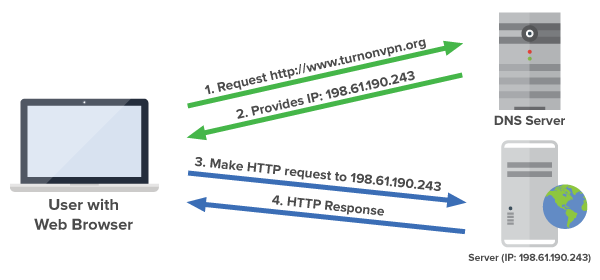 1. Request http://www.turnonvpn.org
2. Provides IP: 198.61.190.243
DNS Server
3. Make HTTP request to 198.61.190.243
4. HTTP Response
User with
Web Browser
Server (IP: 198.61.190.243)